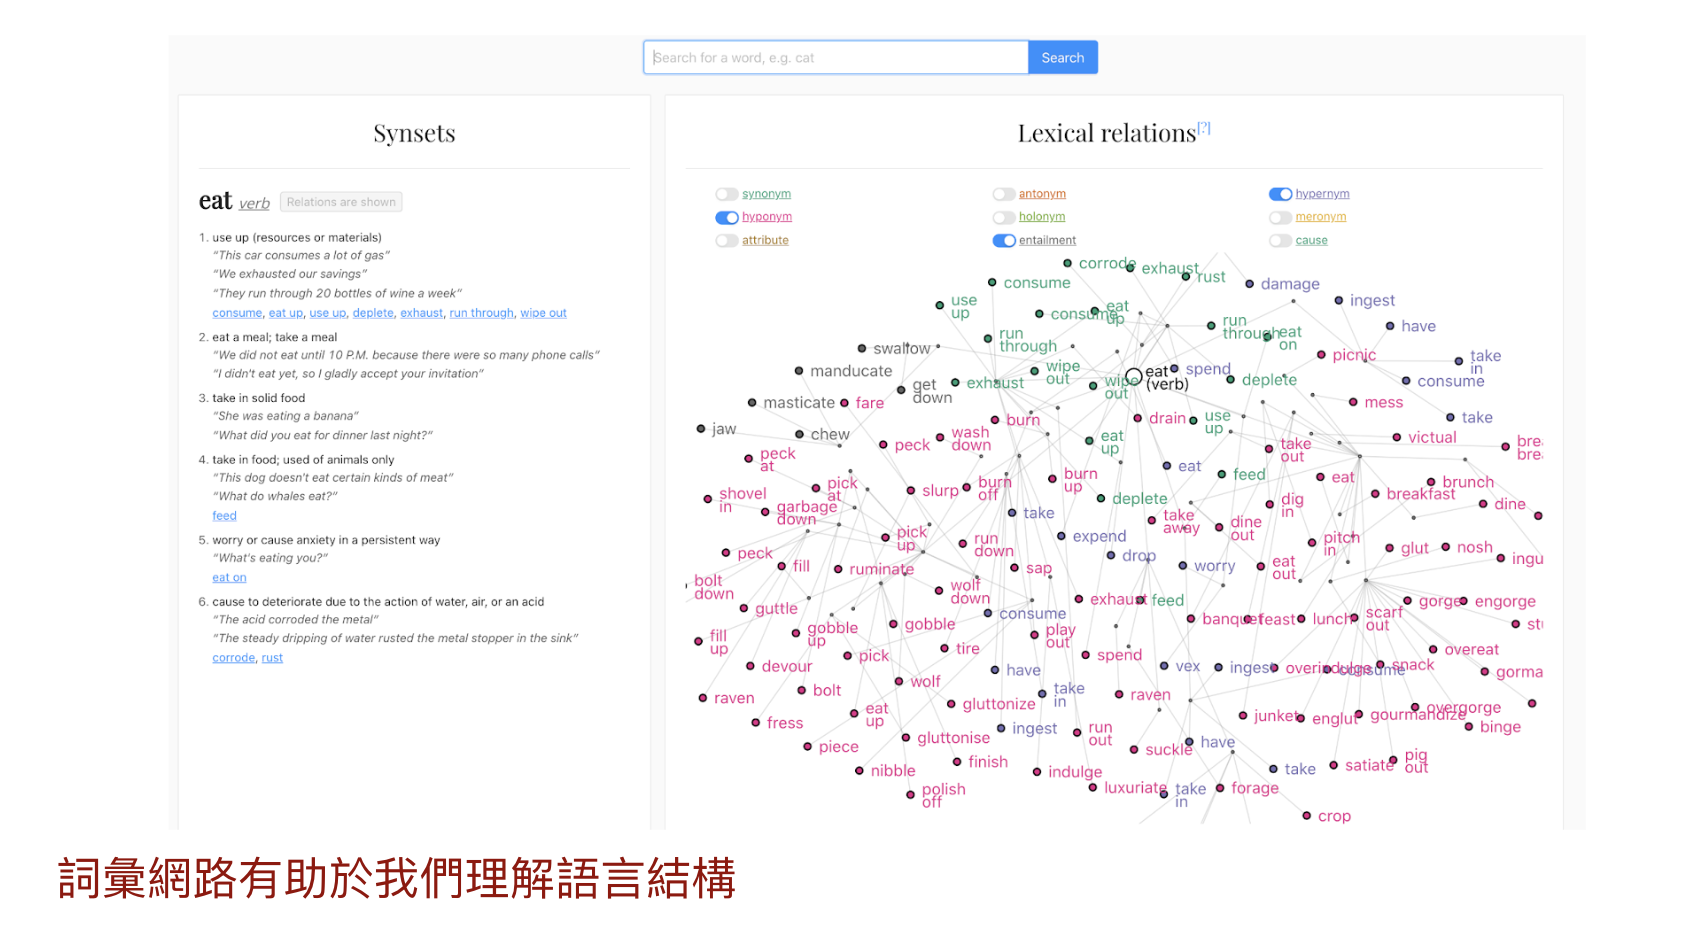 Search for a word, e.g. cat
Search
Synsets
eat verb Relations are shown
1. use up (resources or materials)
“This car consumes a lot of gas”
“We exhausted our savings”
“They run through 20 bottles of wine a week”
consume, eat up, use up, deplete, exhaust, run through, wipe out
2. eat a meal; take a meal
“We did not eat until 10 P.M. because there were so many phone calls”
“I didn't eat yet, so I gladly accept your invitation”
3. take in solid food
“She was eating a banana”
“What did you eat for dinner last night?”
4. take in food; used of animals only
“This dog doesn't eat certain kinds of meat”
“What do whales eat?”
feed
5. worry or cause anxiety in a persistent way
“What's eating you?”
eat on
6. cause to deteriorate due to the action of water, air, or an acid
“The acid corroded the metal”
“The steady dripping of water rusted the metal stopper in the sink”
corrode, rust
Lexical relations[?]
synonym
antonym
hypernym
hyponym
holonym
meronym
attribute
entailment
cause
corrode
exhaust
rust
consume
damage
use
up
ingest
consume
eat
up
run
through
eat
on
have
run
through
swallow
picnic
take
in
manducate
wipe
out
spend
eat
(verb)
exhaust
wipe
out
deplete
consume
get
down
masticate
fare
mess
burn
drain
use
up
take
jaw
chew
peck
wash
down
eat
up
take
out
victual
peck
at
eat
feed
burn
up
eat
brunch
shovel
in
pick
at
slurp
burn
off
deplete
breakfast
garbage
down
take
take
away
dig
in
dine
dine
out
pick
up
run
down
expend
pitch
in
peck
drop
glut
nosh
fill
ruminate
sap
worry
eat
out
bolt
down
wolf
down
guttle
exhaust
feed
gorge
engorge
consume
gobble
up
gobble
play
out
banquet
feast
lunch
scarf
out
fill
up
tire
overeat
devour
pick
have
spend
vex
ingest
overindulge
consume
snack
raven
bolt
wolf
take
in
raven
fress
eat
up
gluttonize
junket
englut
gourmandize
overgorge
binge
piece
gluttonise
ingest
run
out
suckle
have
nibble
finish
indulge
take
satiate
pig
out
polish
off
luxuriate
take
in
forage
crop
詞彙網路有助於我們理解語言結構